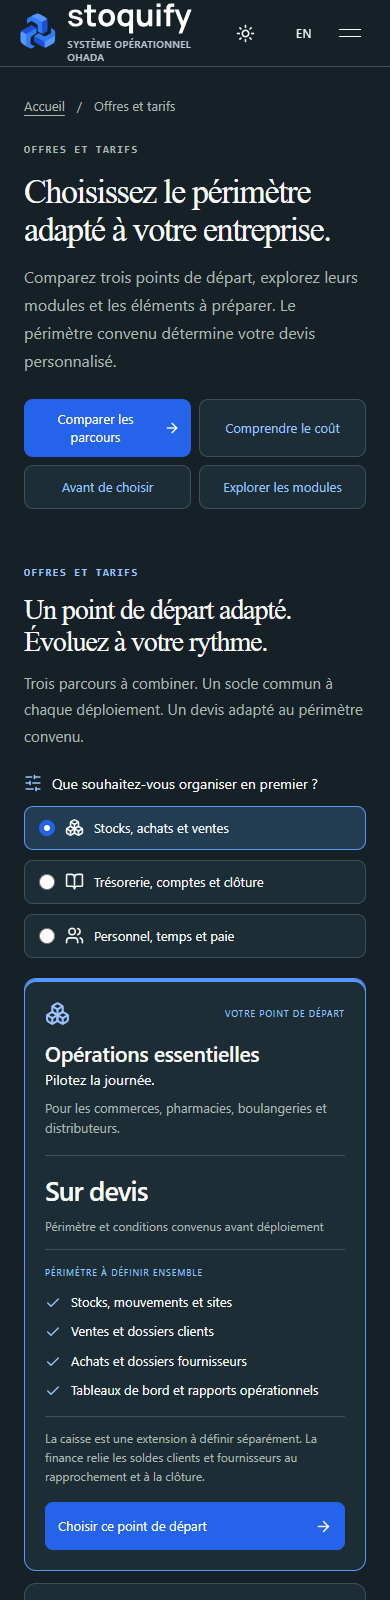 stoquify
SYSTÈME OPÉRATIONNEL
OHADA
EN
Accueil / Offres et tarifs
OFFRES ET TARIFS
Choisissez le périmètre
adapté à votre entreprise.
Comparez trois points de départ, explorez leurs
modules et les éléments à préparer. Le
périmètre convenu détermine votre devis
personnalisé.
Comparer les
parcours
Comprendre le coût
Avant de choisir
Explorer les modules
OFFRES ET TARIFS
Un point de départ adapté.
Évoluez à votre rythme.
Trois parcours à combiner. Un socle commun à
chaque déploiement. Un devis adapté au périmètre
convenu.
Que souhaitez-vous organiser en premier ?
Stocks, achats et ventes
Trésorerie, comptes et clôture
Personnel, temps et paie
VOTRE POINT DE DÉPART
Opérations essentielles
Pilotez la journée.
Pour les commerces, pharmacies, boulangeries et
distributeurs.
Sur devis
Périmètre et conditions convenus avant déploiement
PÉRIMÈTRE À DÉFINIR ENSEMBLE
Stocks, mouvements et sites
Ventes et dossiers clients
Achats et dossiers fournisseurs
Tableaux de bord et rapports opérationnels
La caisse est une extension à définir séparément. La
finance relie les soldes clients et fournisseurs au
rapprochement et à la clôture.
Choisir ce point de départ